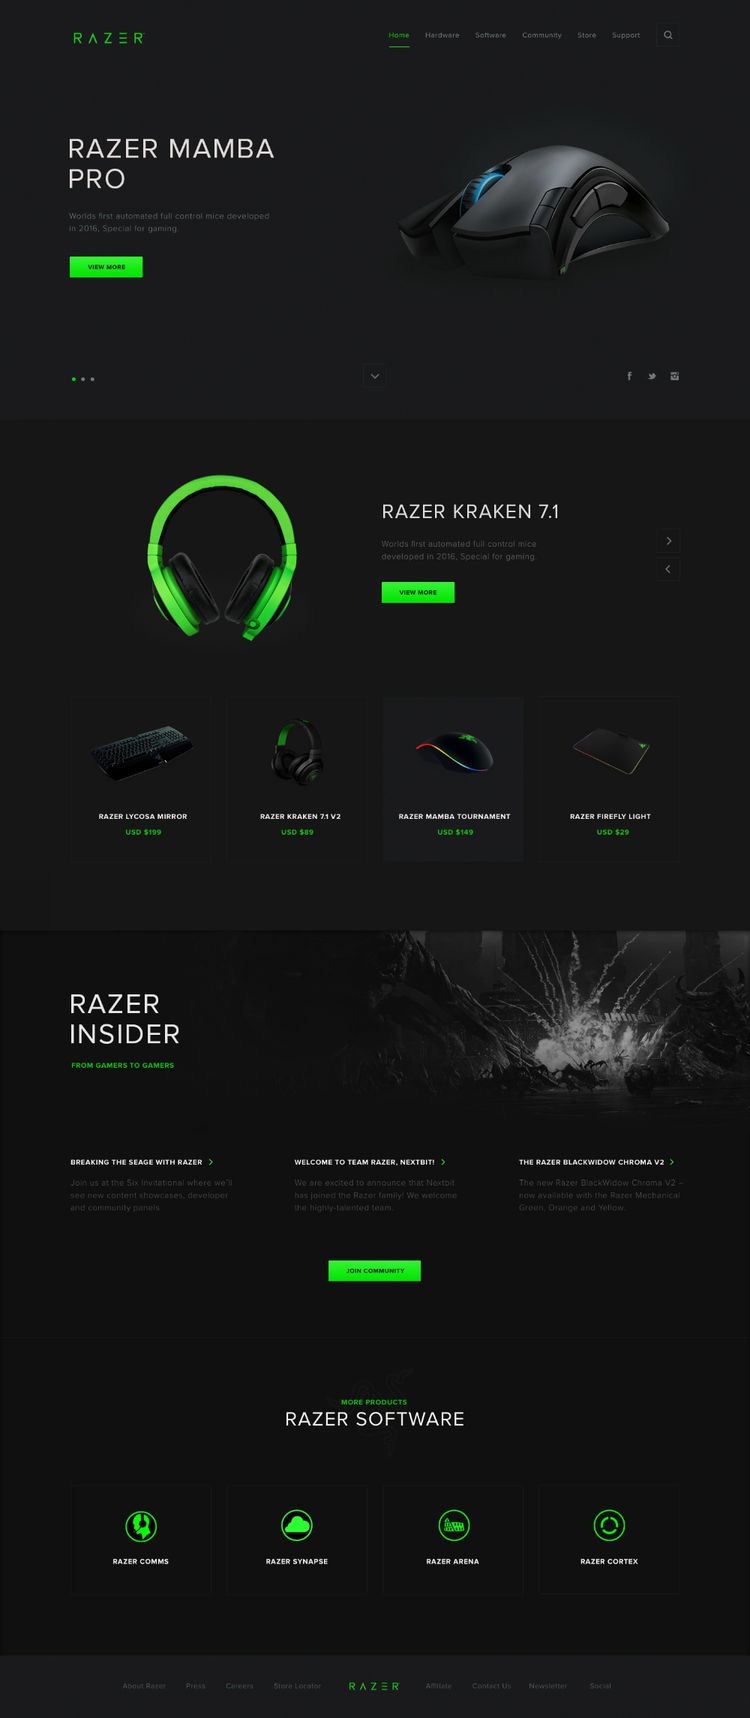 RAZER
Home Hardware Software Community Store Support
RAZER MAMBA
PRO
Worlds first automated full control mice developed
in 2016, Special for gaming.
VIEW MORE
RAZER KRAKEN 7.1
Worlds first automated full control mice
developed in 2016, Special for gaming.
VIEW MORE
RAZER LYCOSA MIRROR
USD $199
RAZER KRAKEN 7.1 V2
USD $89
RAZER MAMBA TOURNAMENT
USD $149
RAZER FIREFLY LIGHT
USD $29
RAZER
INSIDER
FROM GAMERS TO GAMERS
BREAKING THE SEAGE WITH RAZER
Join us at the Six Invitational where we'll
see new content showcases, developer
and community panels
WELCOME TO TEAM RAZER, NEXTBIT!
We are excited to announce that Nextbit
has joined the Razer family! We welcome
the highly-talented team.
THE RAZER BLACKWIDOW CHROMA V2
The new Razer BlackWidow Chroma V2 –
now available with the Razer Mechanical
Green, Orange and Yellow.
JOIN COMMUNITY
MORE PRODUCTS
RAZER SOFTWARE
RAZER COMMS
RAZER SYNAPSE
RAZER ARENA
RAZER CORTEX
About Razer Press Careers Store Locator RAZER Affiliate Contact Us Newsletter Social